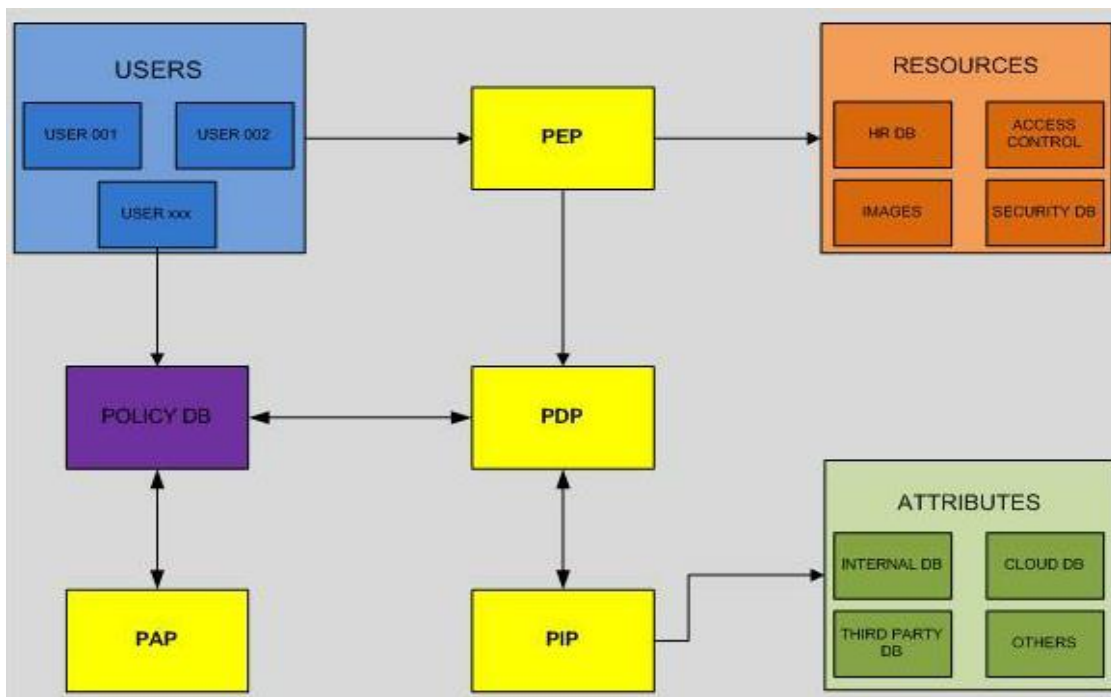 USERS
USER 001
USER 002
USER xxx
PEP
RESOURCES
HR DB
ACCESS
CONTROL
IMAGES
SECURITY DB
POLICY DB
PDP
ATTRIBUTES
INTERNAL DB
CLOUD DB
THIRD PARTY
DB
OTHERS
PAP
PIP